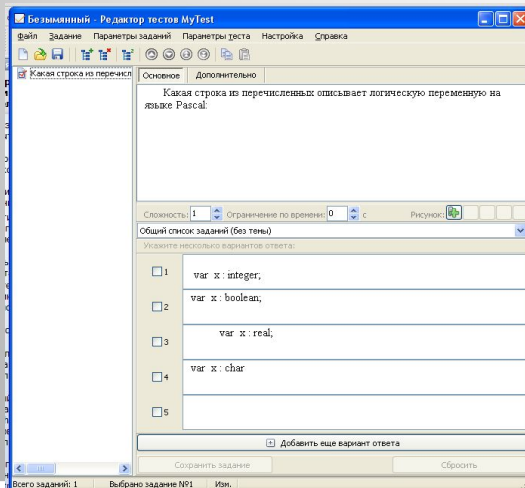 Безымянный - Редактор тестов MyTest
Файл Задание Параметры заданий Параметры теста Настройка Справка
Какая строка из перечисл
Основное Дополнительно
Какая строка из перечисленных описывает логическую переменную на
языке Pascal:
Сложность: 1 Ограничение по времени: 0 с Рисунок:
Общий список заданий (без темы)
Укажите несколько вариантов ответа:
1 var x : integer;
2 var x : boolean;
3 var x : real;
4 var x : char
5
Добавить еще вариант ответа
Сохранить задание Сбросить
Всего заданий: 1 Выбрано задание №1 Изм.